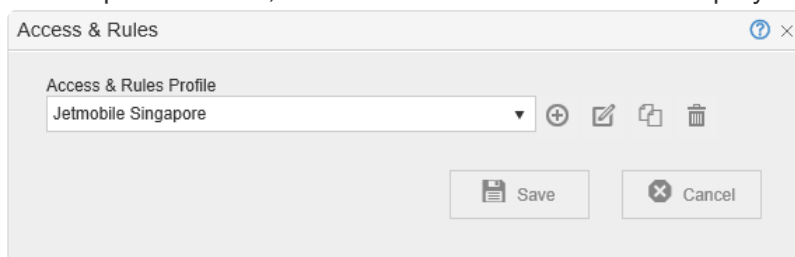 Access & Rules
Access & Rules Profile
Jetmobile Singapore
Save
Cancel